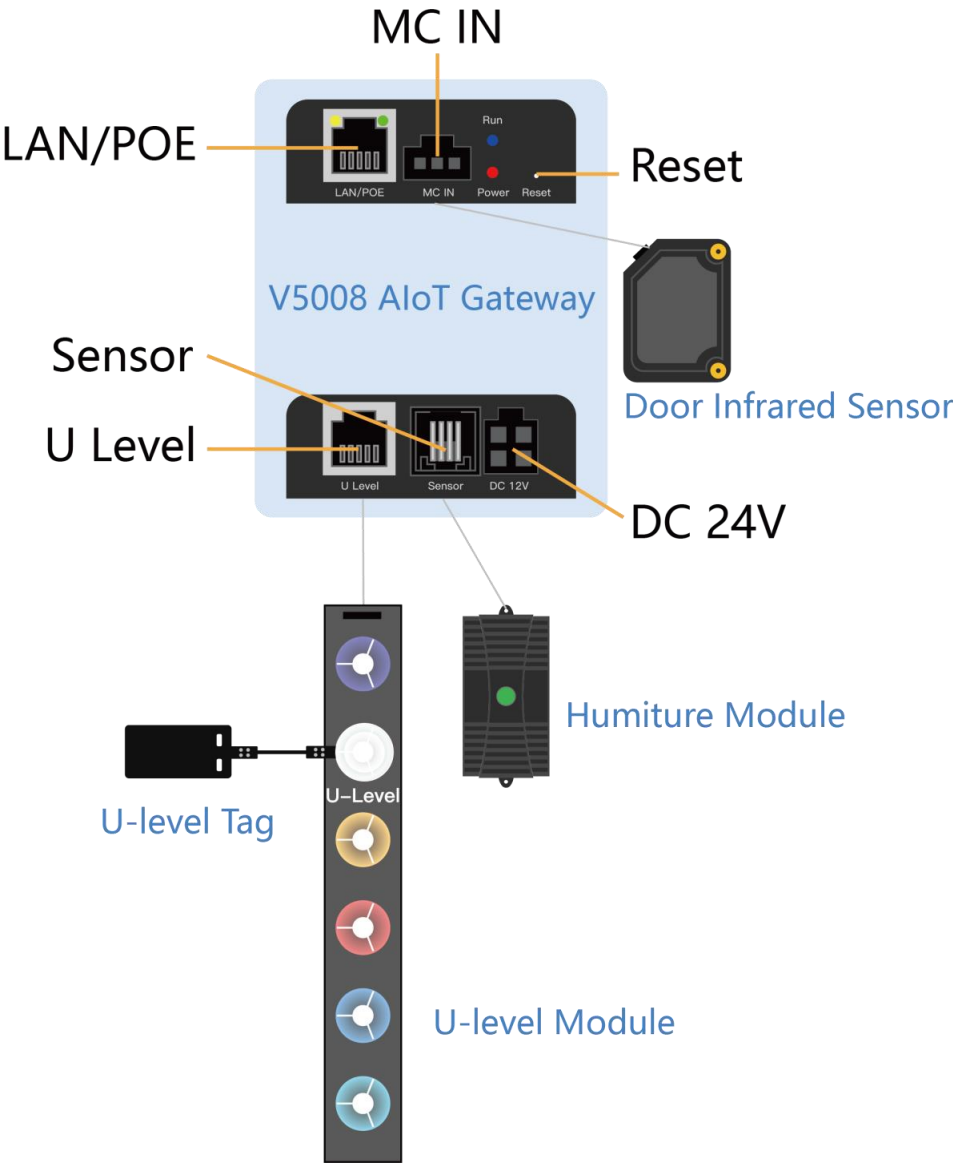 MC IN
LAN/POE
Run
Reset
LAN/POE
MC IN
Power
Reset
V5008 AIoT Gateway
Sensor
Door Infrared Sensor
U Level
U Level
Sensor
DC 12V
DC 24V
Humiture Module
U-Level
U-level Tag
U-level Module